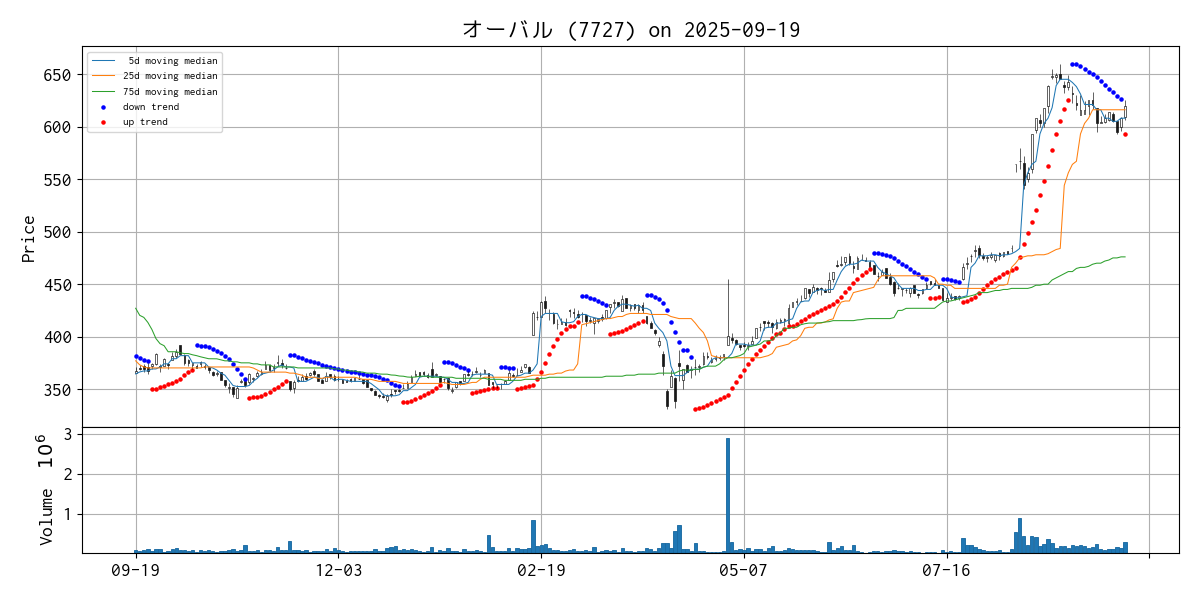 オーバル (7727) on 2025-09-19
5d moving median
25d moving median
75d moving median
down trend
up trend
650
600
550
500
450
400
350
Price
3
2
1
Volume 10⁶
09-19 12-03 02-19 05-07 07-16